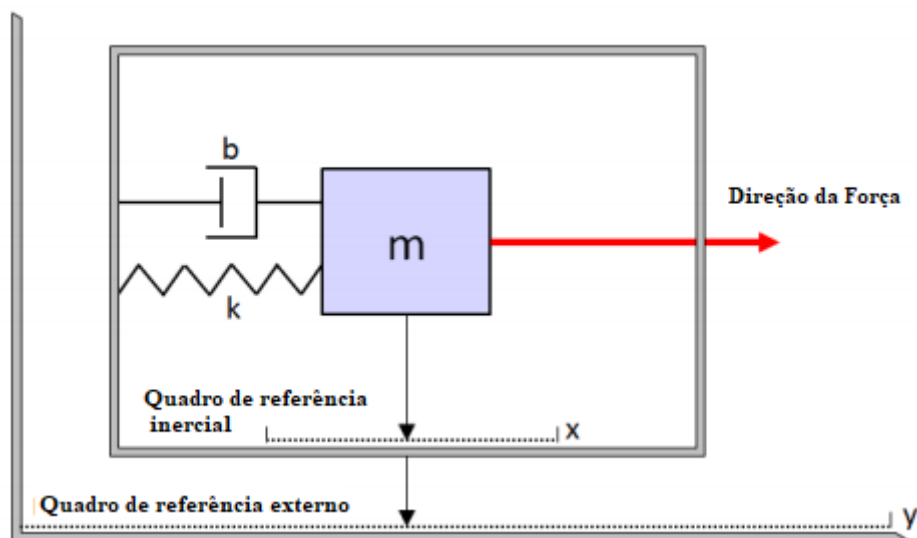 b
Direção da Força
m
k
Quadro de referência
inercial
x
Quadro de referência externo
y